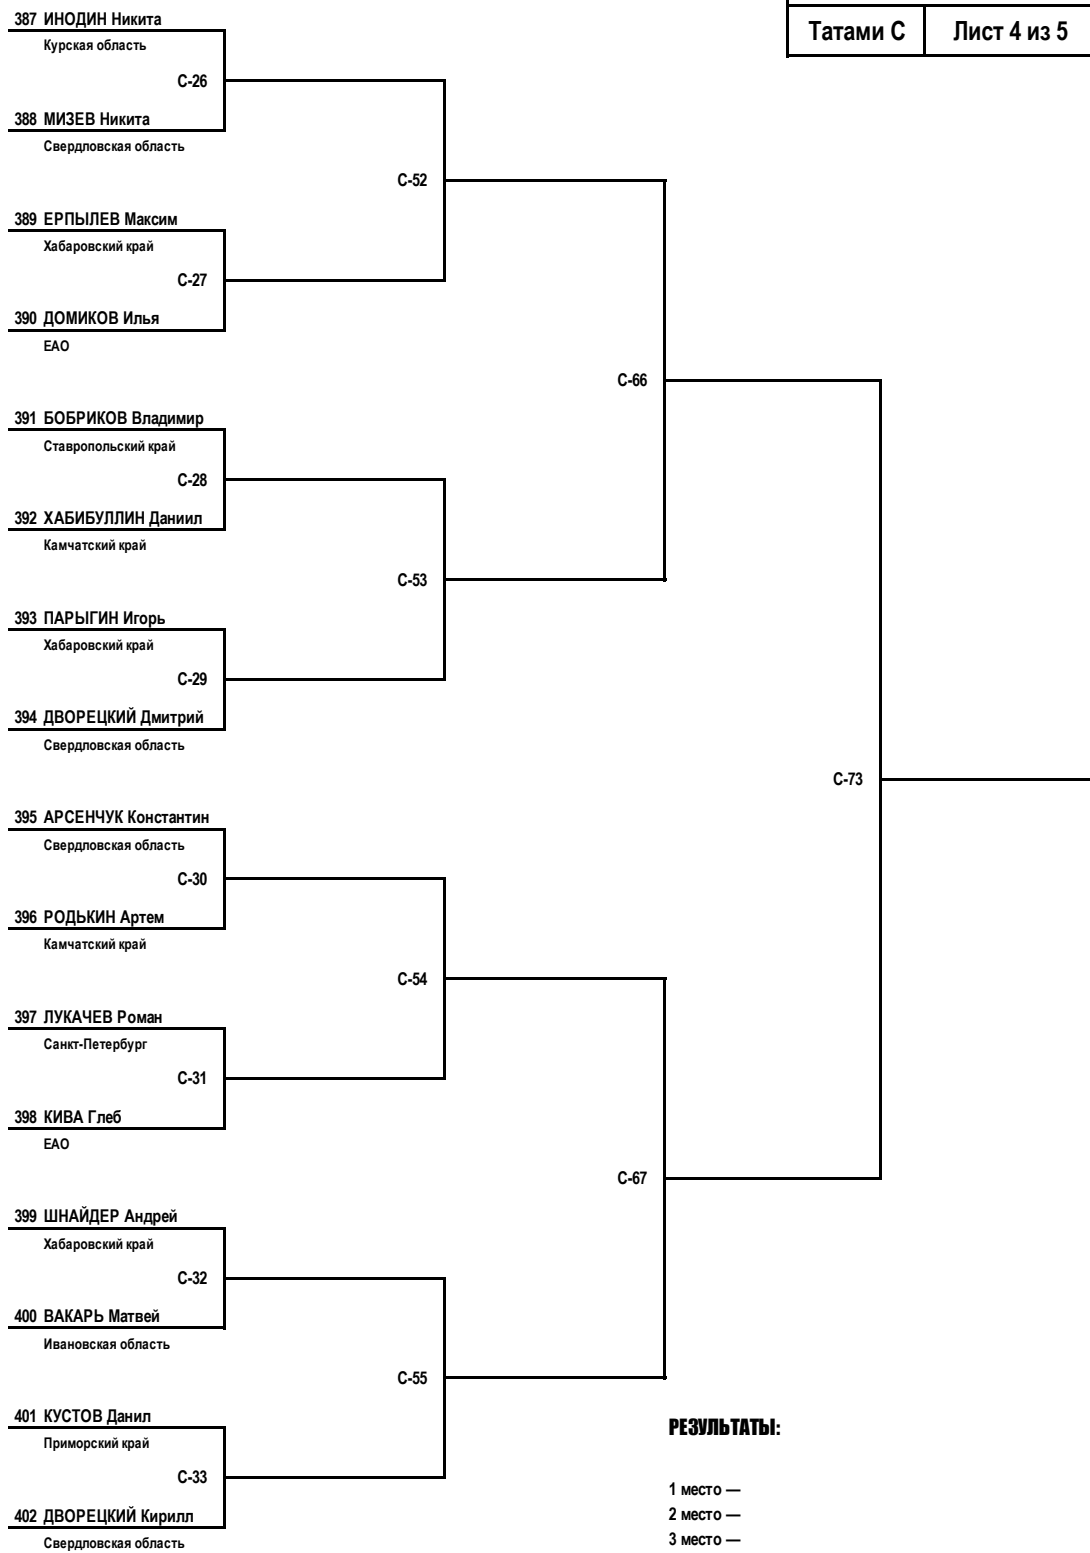 Татами С Лист 4 из 5
387 ИНОДИН Никита
Курская область
С-26
388 МИЗЕВ Никита
Свердловская область
С-52
389 ЕРПЫЛЕВ Максим
Хабаровский край
С-27
390 ДОМИКОВ Илья
ЕАО
С-66
391 БОБРИКОВ Владимир
Ставропольский край
С-28
392 ХАБИБУЛЛИН Даниил
Камчатский край
С-53
393 ПАРЫГИН Игорь
Хабаровский край
С-29
394 ДВОРЕЦКИЙ Дмитрий
Свердловская область
С-73
395 АРСЕНЧУК Константин
Свердловская область
С-30
396 РОДЬКИН Артем
Камчатский край
С-54
397 ЛУКАЧЕВ Роман
Санкт-Петербург
С-31
398 КИВА Глеб
ЕАО
С-67
399 ШНАЙДЕР Андрей
Хабаровский край
С-32
400 ВАКАРЬ Матвей
Ивановская область
С-55
401 КУСТОВ Данил
Приморский край
С-33
402 ДВОРЕЦКИЙ Кирилл
Свердловская область
РЕЗУЛЬТАТЫ:
1 место —
2 место —
3 место —